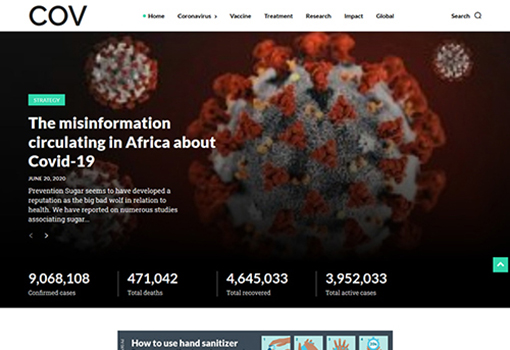 COV
Home Coronavirus Vaccine Treatment Research Impact Global Search
STRATEGY
The misinformation
circulating in Africa about
Covid-19
JUNE 20, 2020
Prevention Sugar seems to have developed a
reputation as the big bad wolf in relation to
health. We have reported on numerous studies
associating sugar...
9,068,108 471,042 4,645,033 3,952,033
Confirmed cases Total deaths Total recovered Total active cases
How to use hand sanitizer